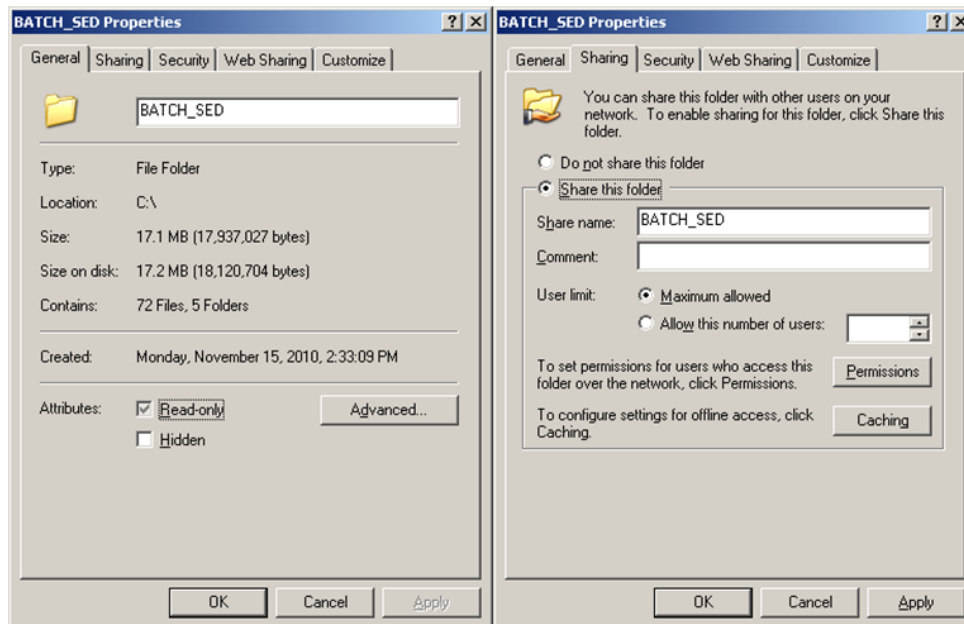 BATCH_SED Properties
General Sharing Security Web Sharing Customize
BATCH_SED
Type: File Folder
Location: C:\
Size: 17.1 MB (17,937,027 bytes)
Size on disk: 17.2 MB (18,120,704 bytes)
Contains: 72 Files, 5 Folders
Created: Monday, November 15, 2010, 2:33:09 PM
Attributes: Read-only Advanced...
Hidden
OK Cancel Apply
BATCH_SED Properties
General Sharing Security Web Sharing Customize
You can share this folder with other users on your
network. To enable sharing for this folder, click Share this
folder.
Do not share this folder
Share this folder
Share name: BATCH_SED
Comment:
User limit: Maximum allowed
Allow this number of users:
To set permissions for users who access this
folder over the network, click Permissions.
Permissions
To configure settings for offline access, click
Caching.
Caching
OK Cancel Apply